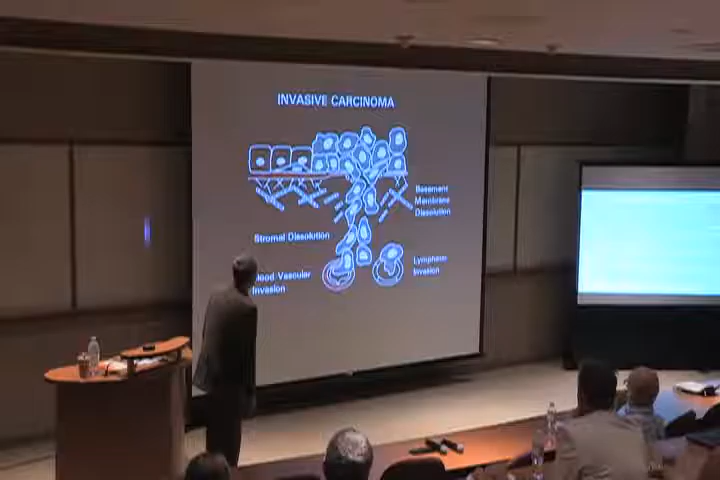 INVASIVE CARCINOMA
Basement
Membrane
Dissolution
Stromal Dissolution
Lymphatic
Invasion
Blood Vascular
Invasion